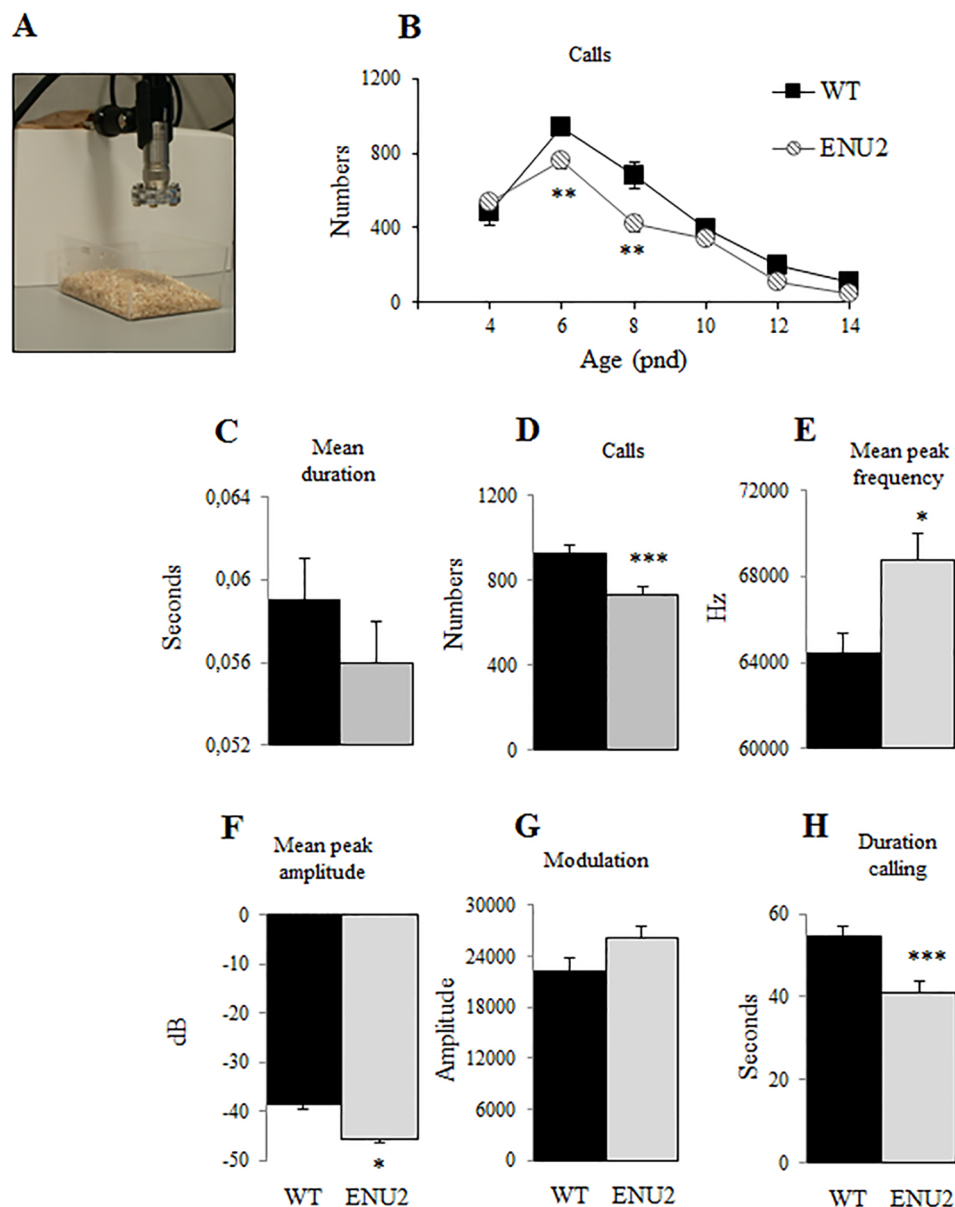 A
B
Calls
1200
800
400
0
Numbers
WT
ENU2
**
**
4 6 8 10 12 14
Age (pnd)
C
Mean
duration
0,064
0,06
0,056
0,052
Seconds
D
Calls
1200
800
400
0
Numbers
***
E
Mean peak
frequency
72000
68000
64000
60000
Hz
*
F
Mean peak
amplitude
0
-10
-20
-30
-40
-50
dB
*
WT ENU2
G
Modulation
30000
24000
18000
12000
6000
0
Amplitude
WT ENU2
H
Duration
calling
60
40
20
0
Seconds
***
WT ENU2